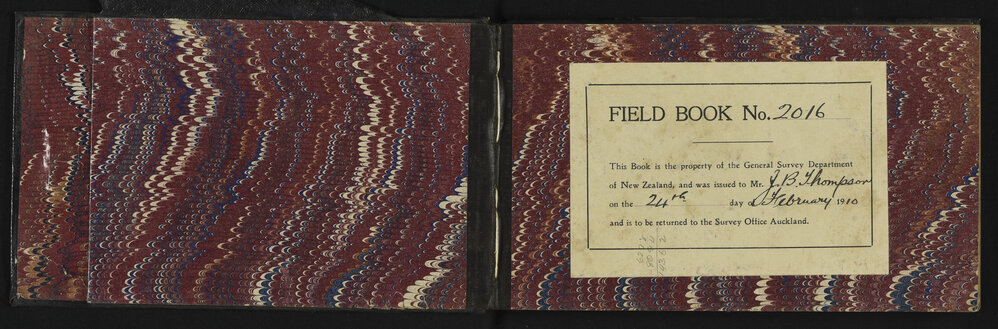 FIELD BOOK No. 2016
This Book is the property of the General Survey Department
of New Zealand, and was issued to Mr. J. B. Thompson
on the 24th day of February 1910
and is to be returned to the Survey Office Auckland.